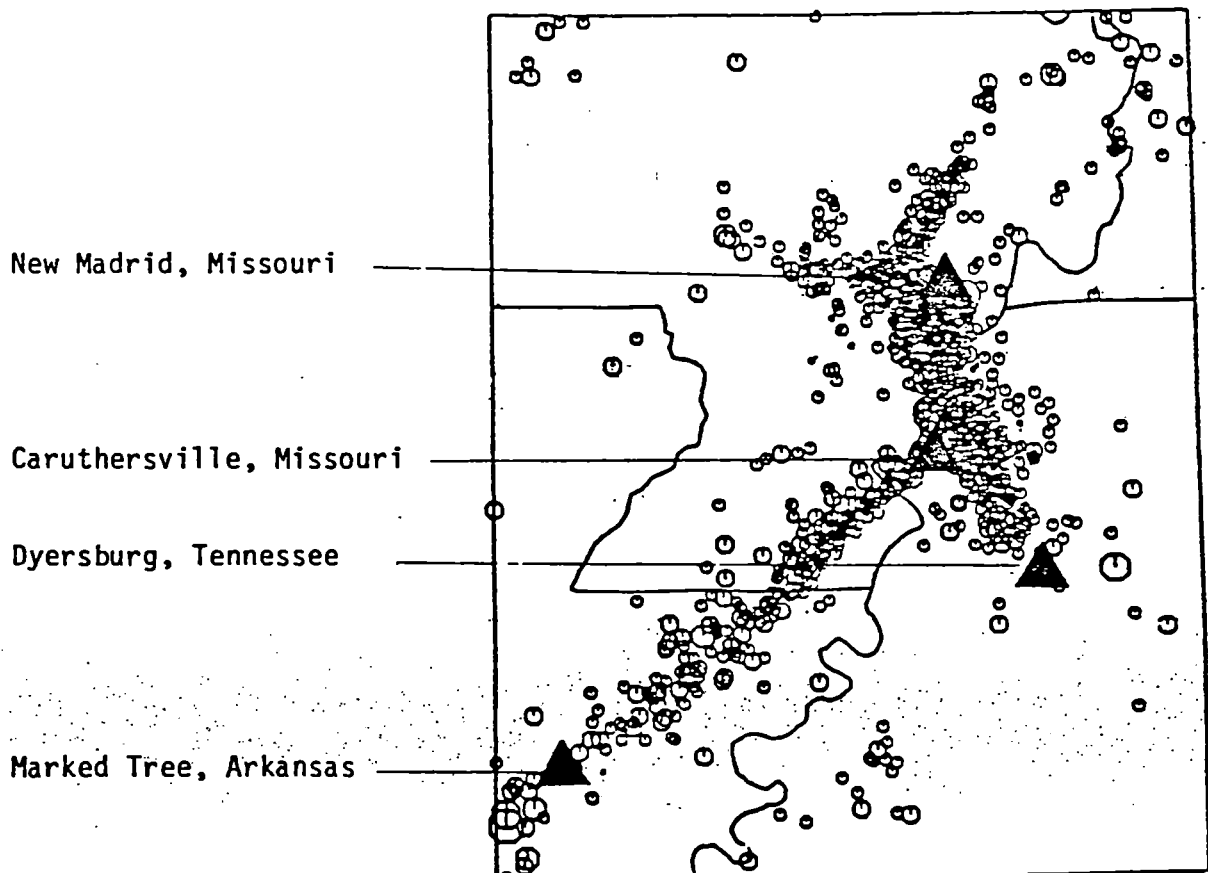 New Madrid, Missouri
Caruthersville, Missouri
Dyersburg, Tennessee
Marked Tree, Arkansas